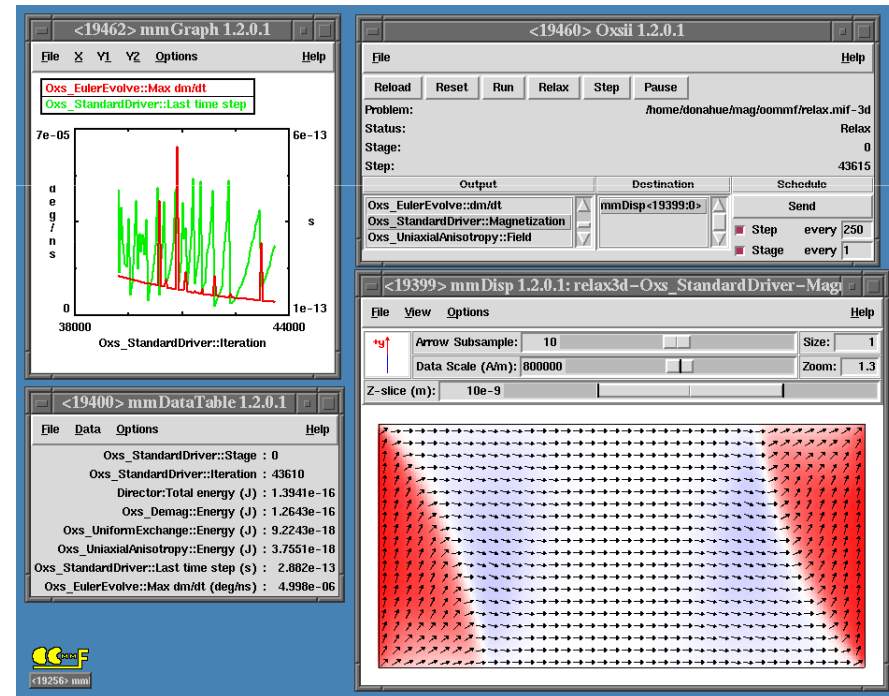 <19462> mmGraph 1.2.0.1
File X Y1 Y2 Options Help
Oxs_EulerEvolve::Max dm/dt
Oxs_StandardDriver::Last time step
7e-05 6e-13
deg/ns s
0 1e-13
38000 44000
Oxs_StandardDriver::Iteration
<19460> Oxsii 1.2.0.1
File Help
Reload Reset Run Relax Step Pause
Problem: /home/donahue/mag/oommf/relax.mif-3d
Status: Relax
Stage: 0
Step: 43615
Output Destination Schedule
Oxs_EulerEvolve::dm/dt mmDisp<19399:0> Send
Oxs_StandardDriver::Magnetization Step every 250
Oxs_UniaxialAnisotropy::Field Stage every 1
<19399> mmDisp 1.2.0.1: relax3d-Oxs_StandardDriver-Magn
File View Options Help
+y Arrow Subsample: 10 Size: 1
Data Scale (A/m): 800000 Zoom: 1.3
Z-slice (m): 10e-9
<19400> mmDataTable 1.2.0.1
File Data Options Help
Oxs_StandardDriver::Stage : 0
Oxs_StandardDriver::Iteration : 43610
Director:Total energy (J) : 1.3941e-16
Oxs_Demag::Energy (J) : 1.2643e-16
Oxs_UniformExchange::Energy (J) : 9.2243e-18
Oxs_UniaxialAnisotropy::Energy (J) : 3.7551e-18
Oxs_StandardDriver::Last time step (s) : 2.882e-13
Oxs_EulerEvolve::Max dm/dt (deg/ns) : 4.998e-06
OOMMF
<19256> mml